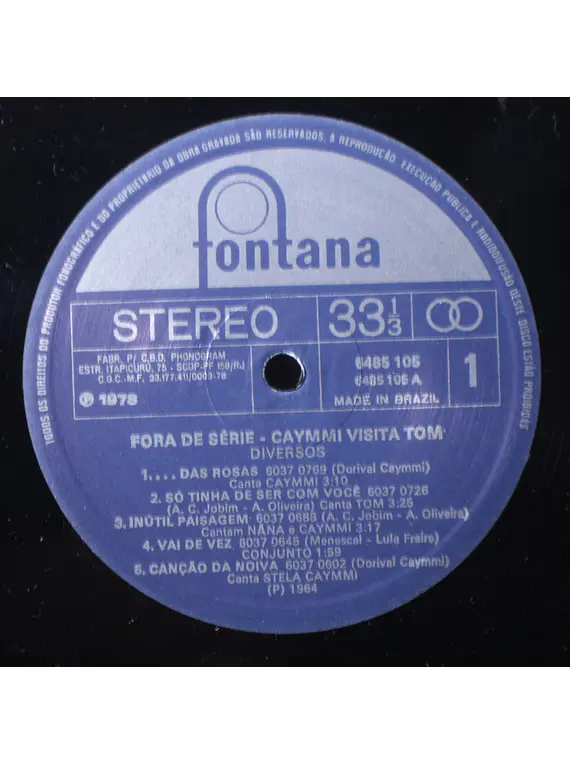 TODOS OS DIREITOS DO PRODUTOR FONOGRÁFICO E DO PROPRIETÁRIO DA OBRA GRAVADA SÃO RESERVADOS. A REPRODUÇÃO, EXECUÇÃO PÚBLICA E RADIODIFUSÃO DESTE DISCO ESTÃO PROIBIDAS
fontana
STEREO 33 1/3
FABR. P/ C.B.D. PHONOGRAM
ESTR. ITAPICURÚ, 75 - SCDP-PF 159/RJ
C.G.C.-M.F. 33.177.41/0003-78
℗ 1978
6485 105
6485 105 A
1
MADE IN BRAZIL
FORA DE SÉRIE - CAYMMI VISITA TOM
DIVERSOS
1.... DAS ROSAS 6037 0769 (Dorival Caymmi)
Canta CAYMMI 3:10
2. SÓ TINHA DE SER COM VOCÊ 6037 0726
(A. C. Jobim - A. Oliveira) Canta TOM 3:25
3. INÚTIL PAISAGEM 6037 0688 (A. C. Jobim - A. Oliveira)
Cantam NANA e CAYMMI 3:17
4. VAI DE VEZ 6037 0645 (Menescal - Lula Freire)
CONJUNTO 1:59
5. CANÇÃO DA NOIVA 6037 0602 (Dorival Caymmi)
Canta STELA CAYMMI
(P) 1964